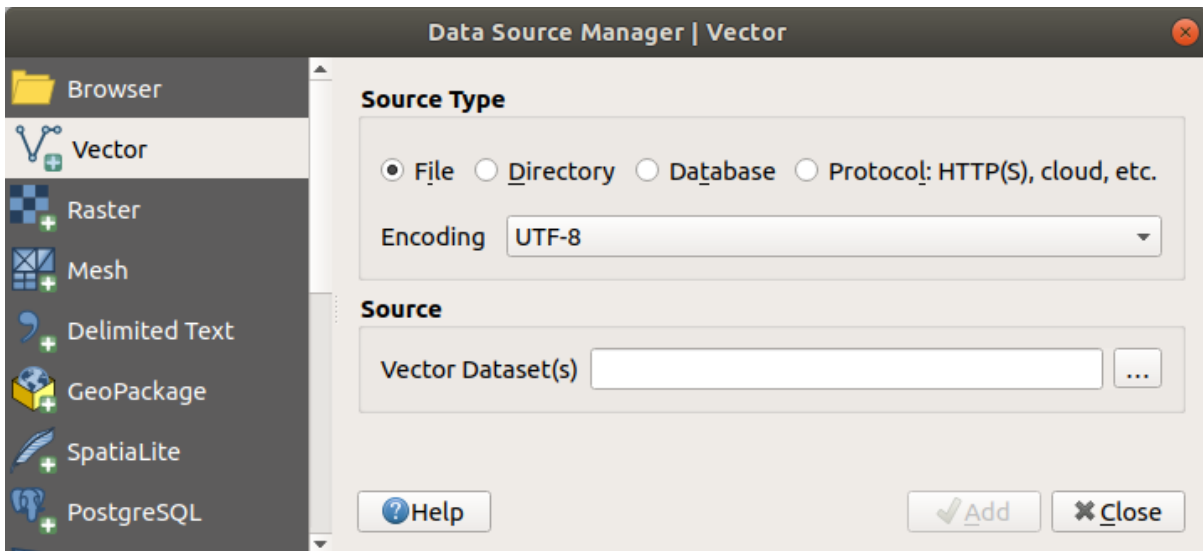 Data Source Manager | Vector
Browser
Vector
Raster
Mesh
Delimited Text
GeoPackage
SpatiaLite
PostgreSQL
Source Type
File Directory Database Protocol: HTTP(S), cloud, etc.
Encoding UTF-8
Source
Vector Dataset(s) ...
Help Add Close